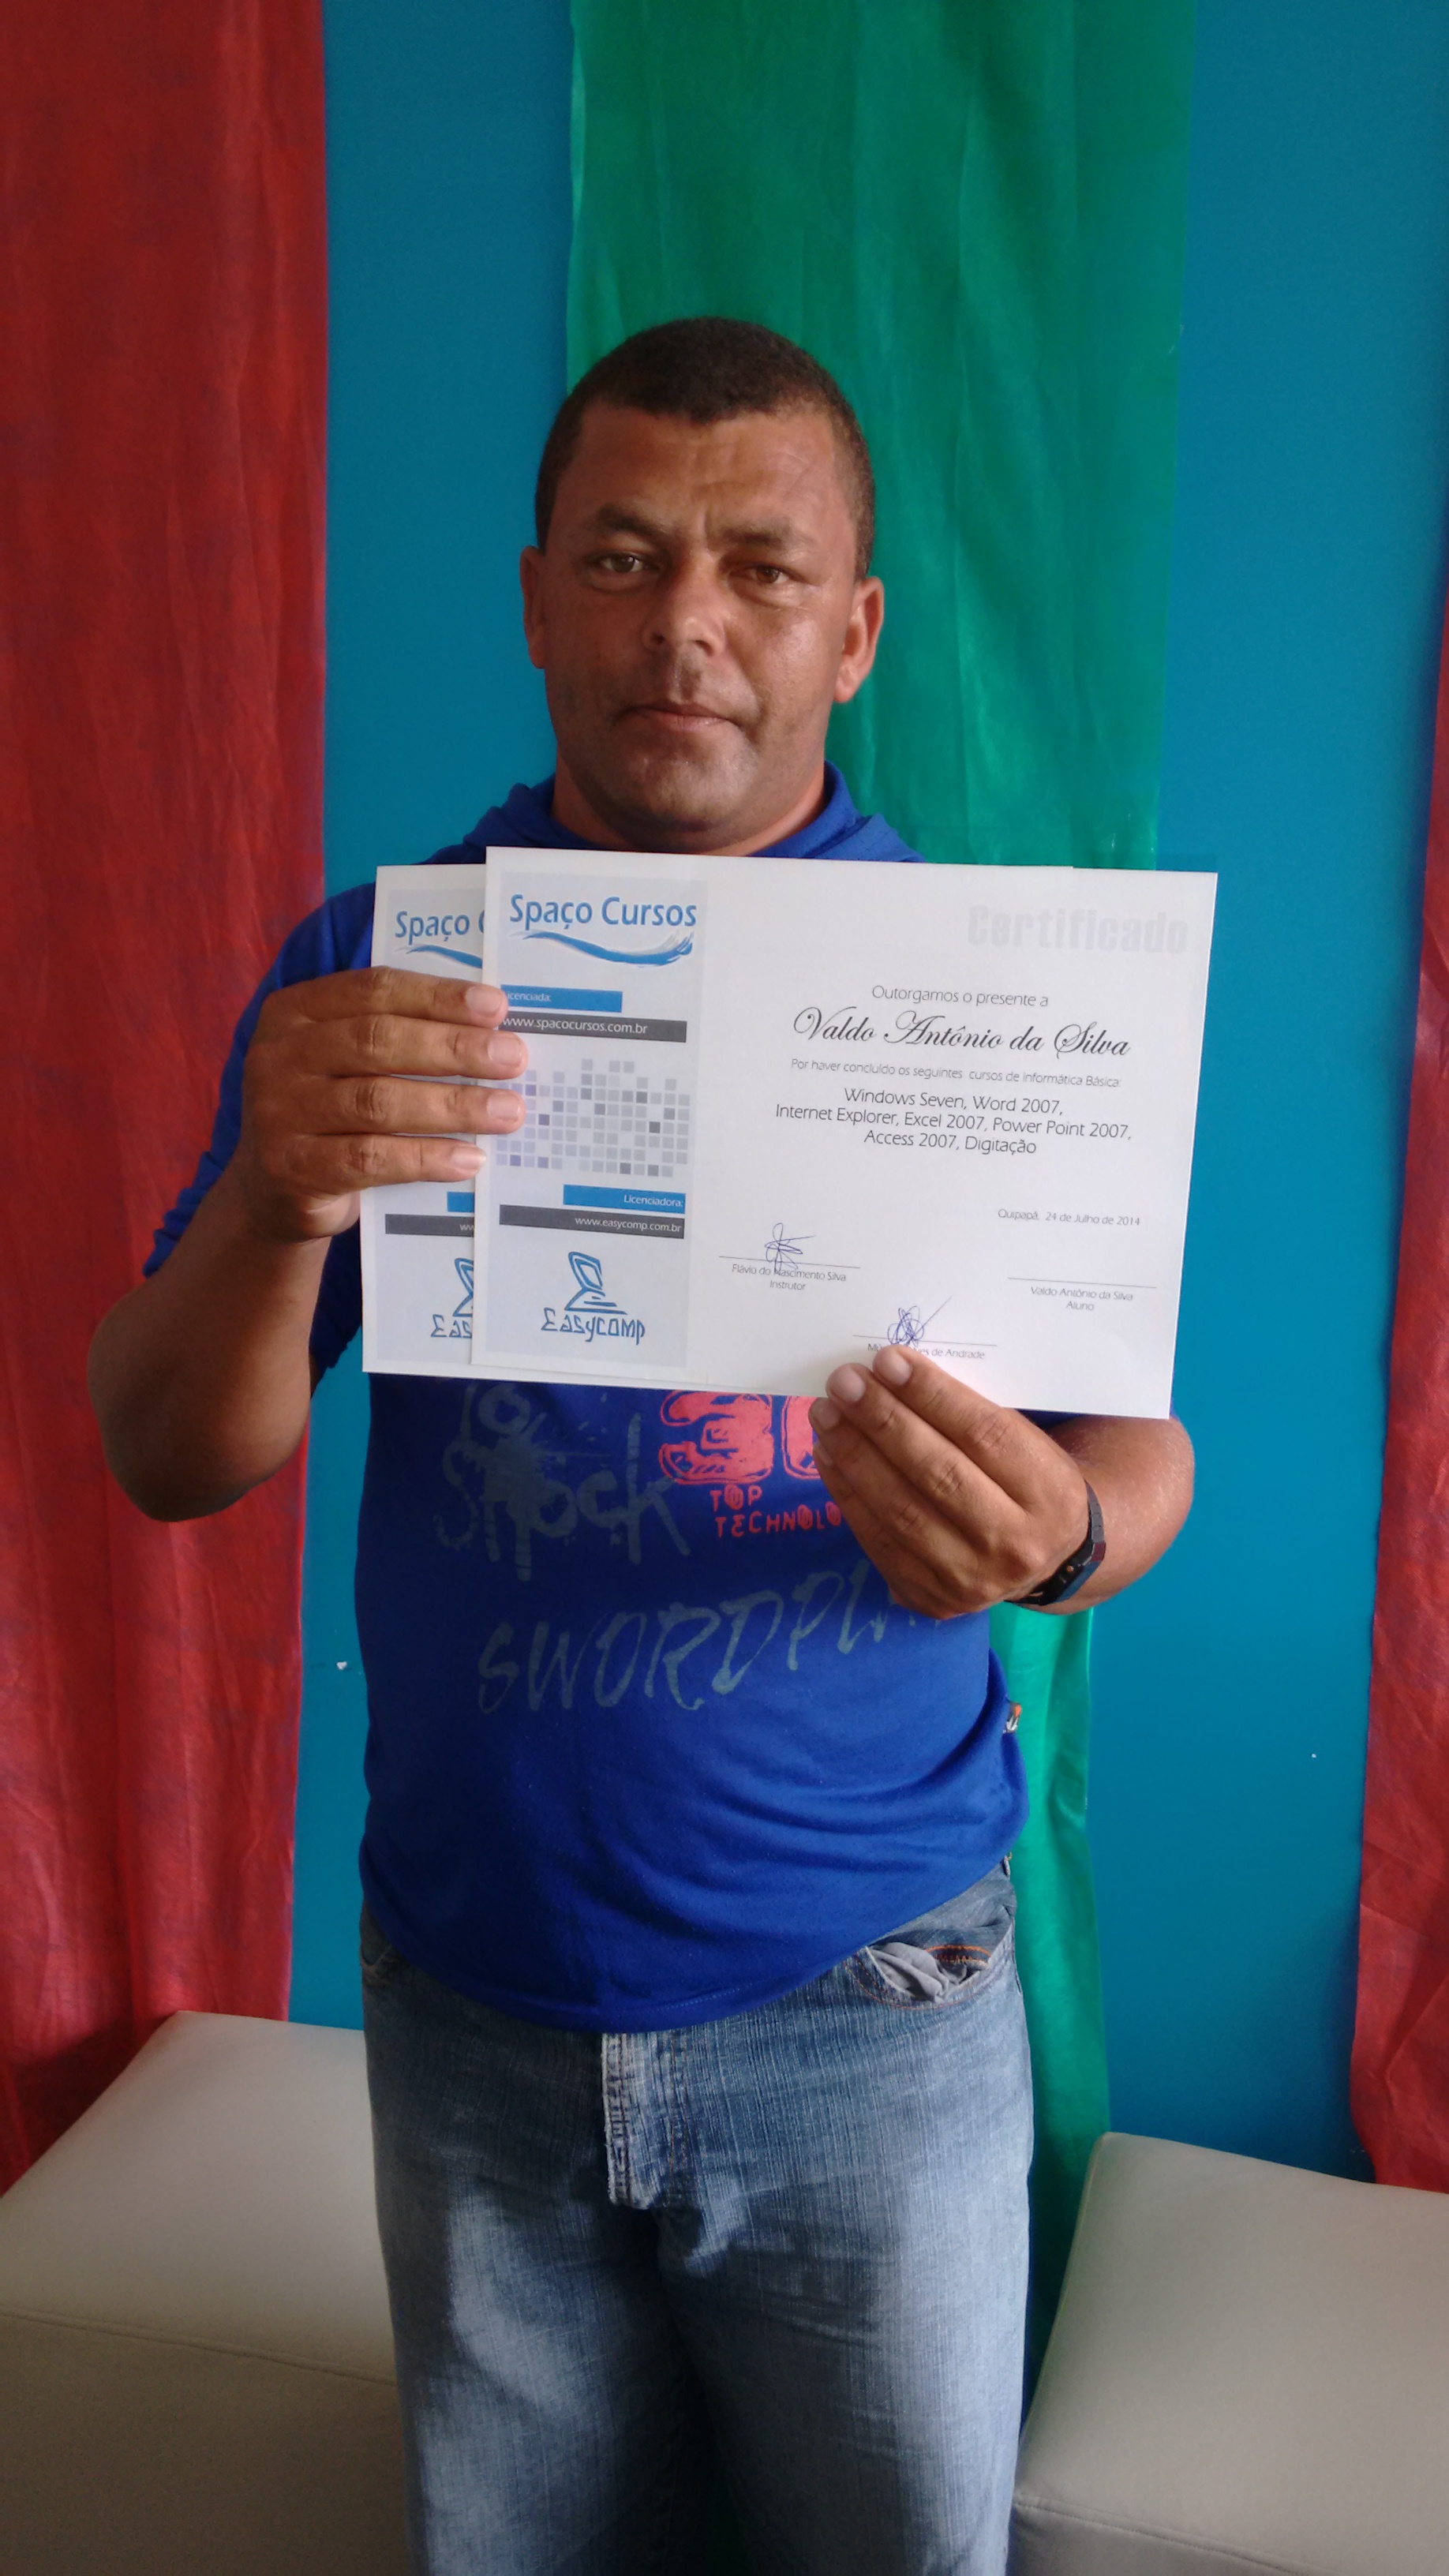 Spaço
Spaço Cursos
Certificado
Licenciada:
www.spacocursos.com.br
Outorgamos o presente a
Valdo Antônio da Silva
Por haver concluído os seguintes cursos de Informática Básica:
Windows Seven, Word 2007,
Internet Explorer, Excel 2007, Power Point 2007,
Access 2007, Digitação
Licenciadora:
www.easycomp.com.br
Easycomp
Quipapá, 24 de Julho de 2014
Flávio do Nascimento Silva
Instrutor
Valdo Antônio da Silva
Aluno
de Andrade
Shock
TOP
SWORDPL